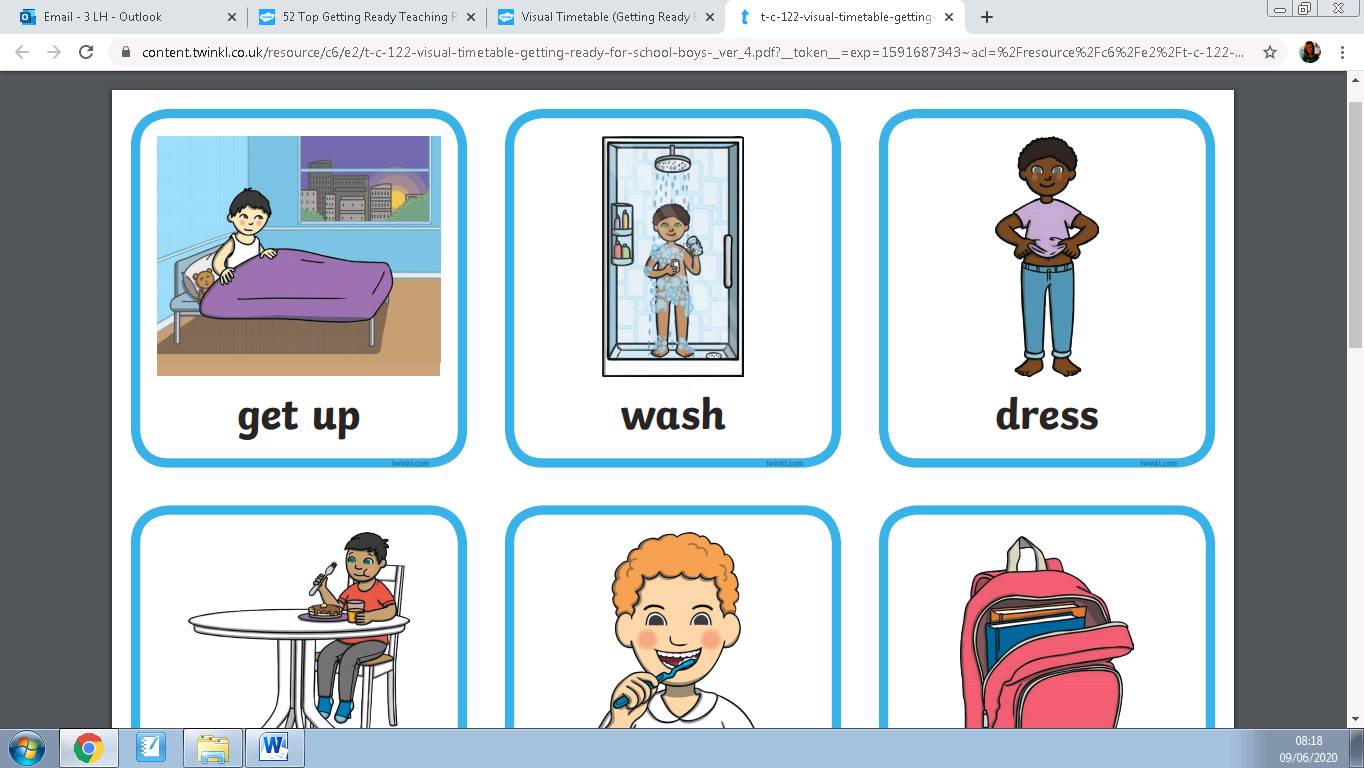 Email - 3 LH - Outlook
52 Top Getting Ready Teaching R
Visual Timetable (Getting Ready F
t-c-122-visual-timetable-getting-
content.twinkl.co.uk/resource/c6/e2/t-c-122-visual-timetable-getting-ready-for-school-boys-_ver_4.pdf?__token__=exp=1591687343~acl=%2Fresource%2Fc6%2Fe2%2Ft-c-122-...
get up
wash
dress
twinkl.com
twinkl.com
twinkl.com
08:18
09/06/2020